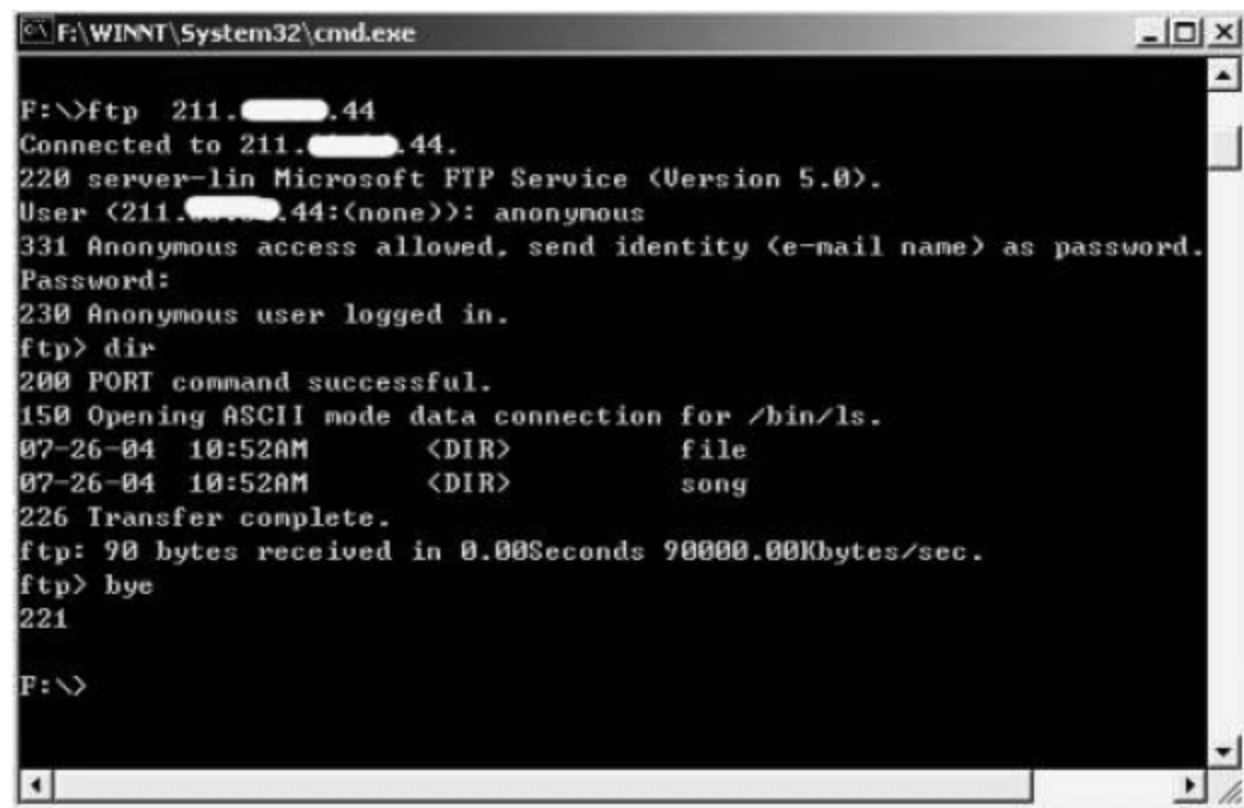 F:\WINNT\System32\cmd.exe
F:\>ftp 211. .44
Connected to 211. .44.
220 server-lin Microsoft FTP Service (Version 5.0).
User (211. .44:(none)): anonymous
331 Anonymous access allowed, send identity (e-mail name) as password.
Password:
230 Anonymous user logged in.
ftp> dir
200 PORT command successful.
150 Opening ASCII mode data connection for /bin/ls.
07-26-04 10:52AM <DIR> file
07-26-04 10:52AM <DIR> song
226 Transfer complete.
ftp: 90 bytes received in 0.00Seconds 90000.00Kbytes/sec.
ftp> bye
221
F:\>